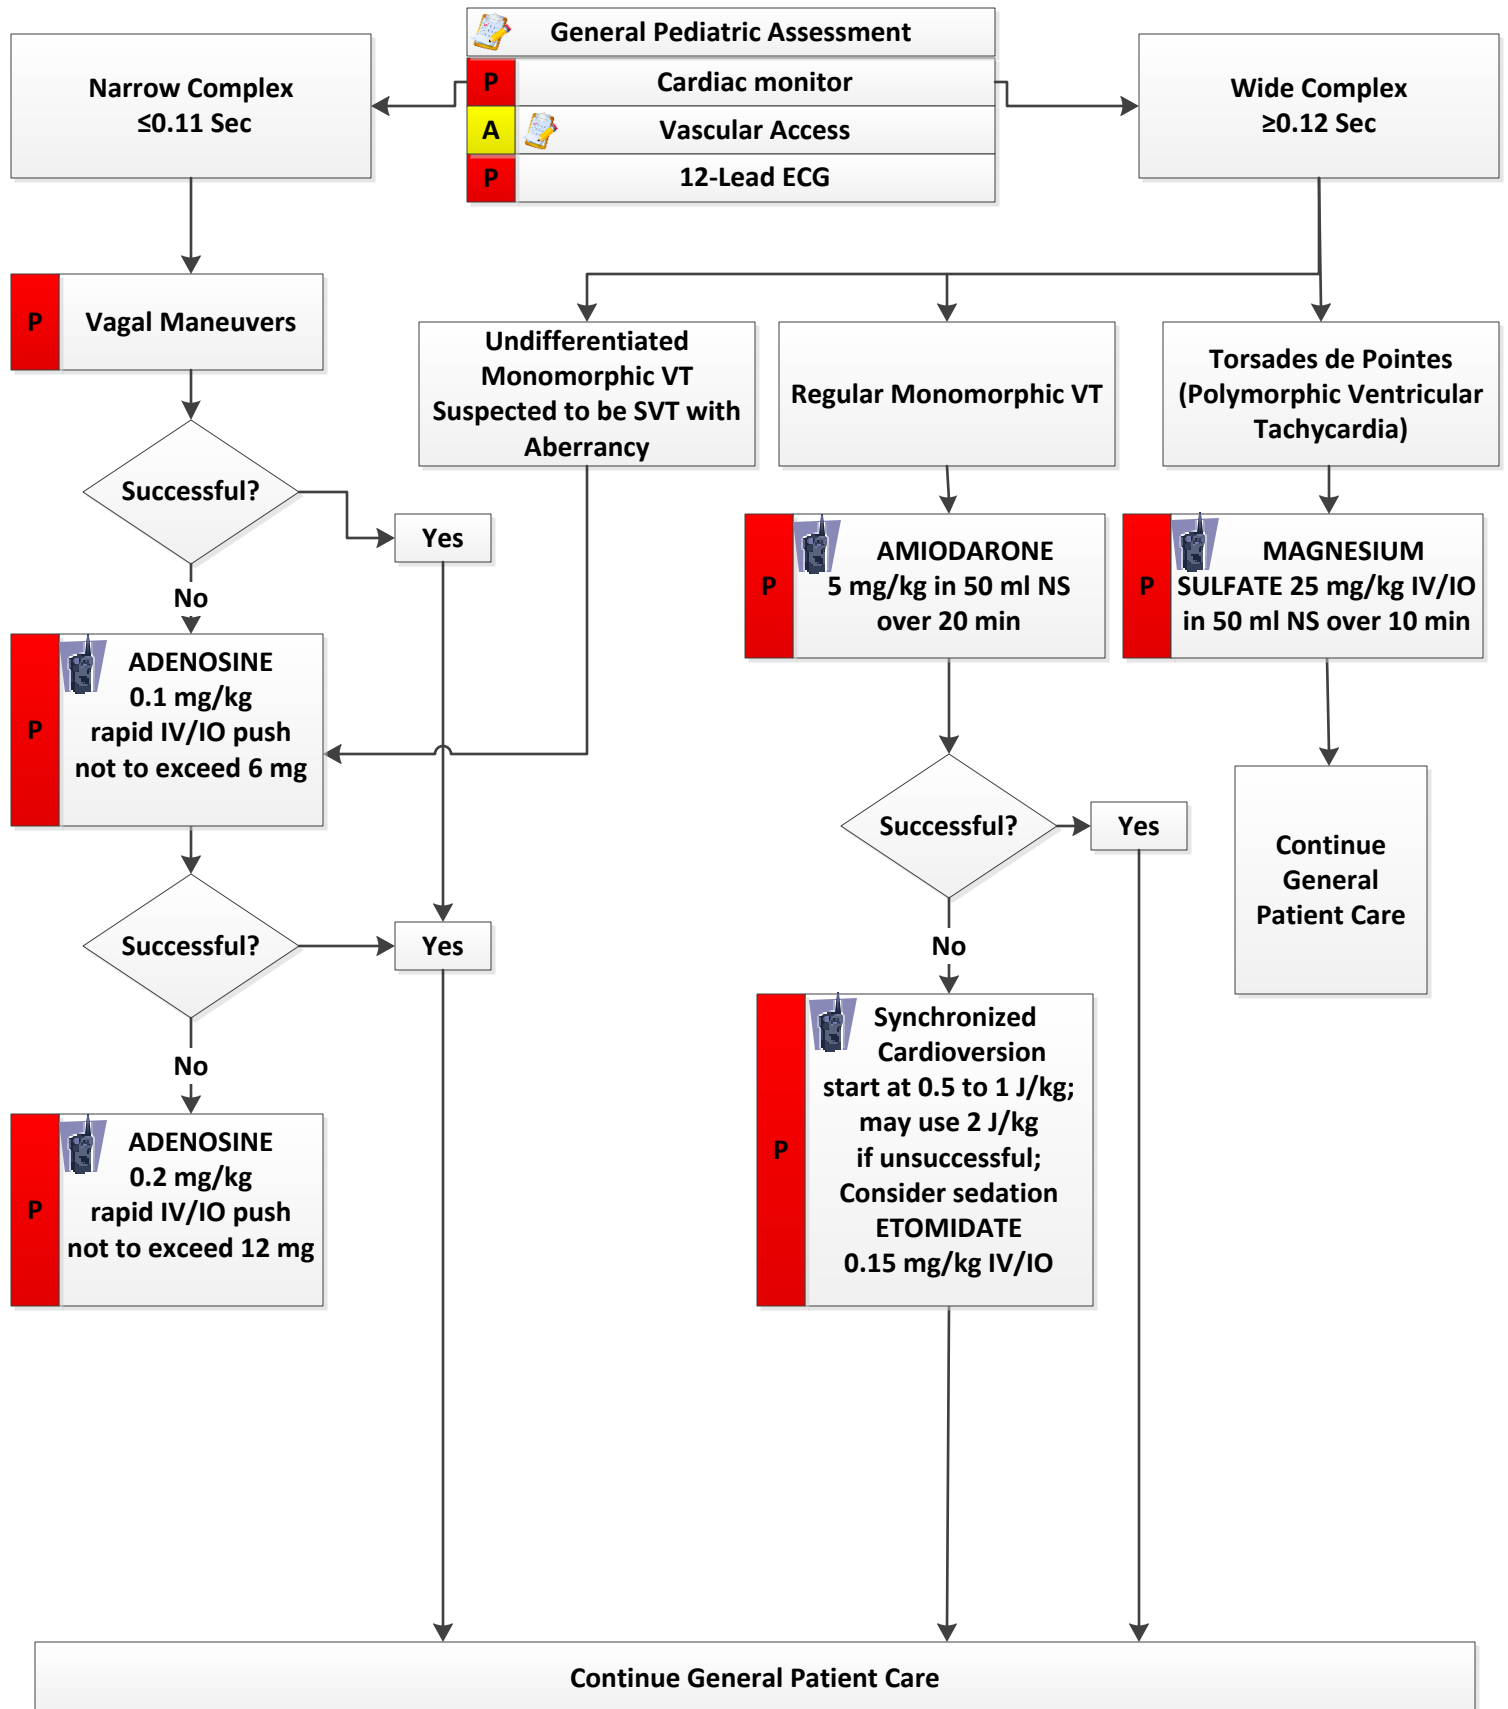 General Pediatric Assessment
P
Cardiac monitor
A
Vascular Access
P
12-Lead ECG
Narrow Complex
≤0.11 Sec
Wide Complex
≥0.12 Sec
P
Vagal Maneuvers
Successful?
Yes
No
P
ADENOSINE
0.1 mg/kg
rapid IV/IO push
not to exceed 6 mg
Successful?
Yes
No
P
ADENOSINE
0.2 mg/kg
rapid IV/IO push
not to exceed 12 mg
Undifferentiated
Monomorphic VT
Suspected to be SVT with
Aberrancy
Regular Monomorphic VT
P
AMIODARONE
5 mg/kg in 50 ml NS
over 20 min
Successful?
Yes
No
P
Synchronized
Cardioversion
start at 0.5 to 1 J/kg;
may use 2 J/kg
if unsuccessful;
Consider sedation
ETOMIDATE
0.15 mg/kg IV/IO
Torsades de Pointes
(Polymorphic Ventricular
Tachycardia)
P
MAGNESIUM
SULFATE 25 mg/kg IV/IO
in 50 ml NS over 10 min
Continue
General
Patient Care
Continue General Patient Care